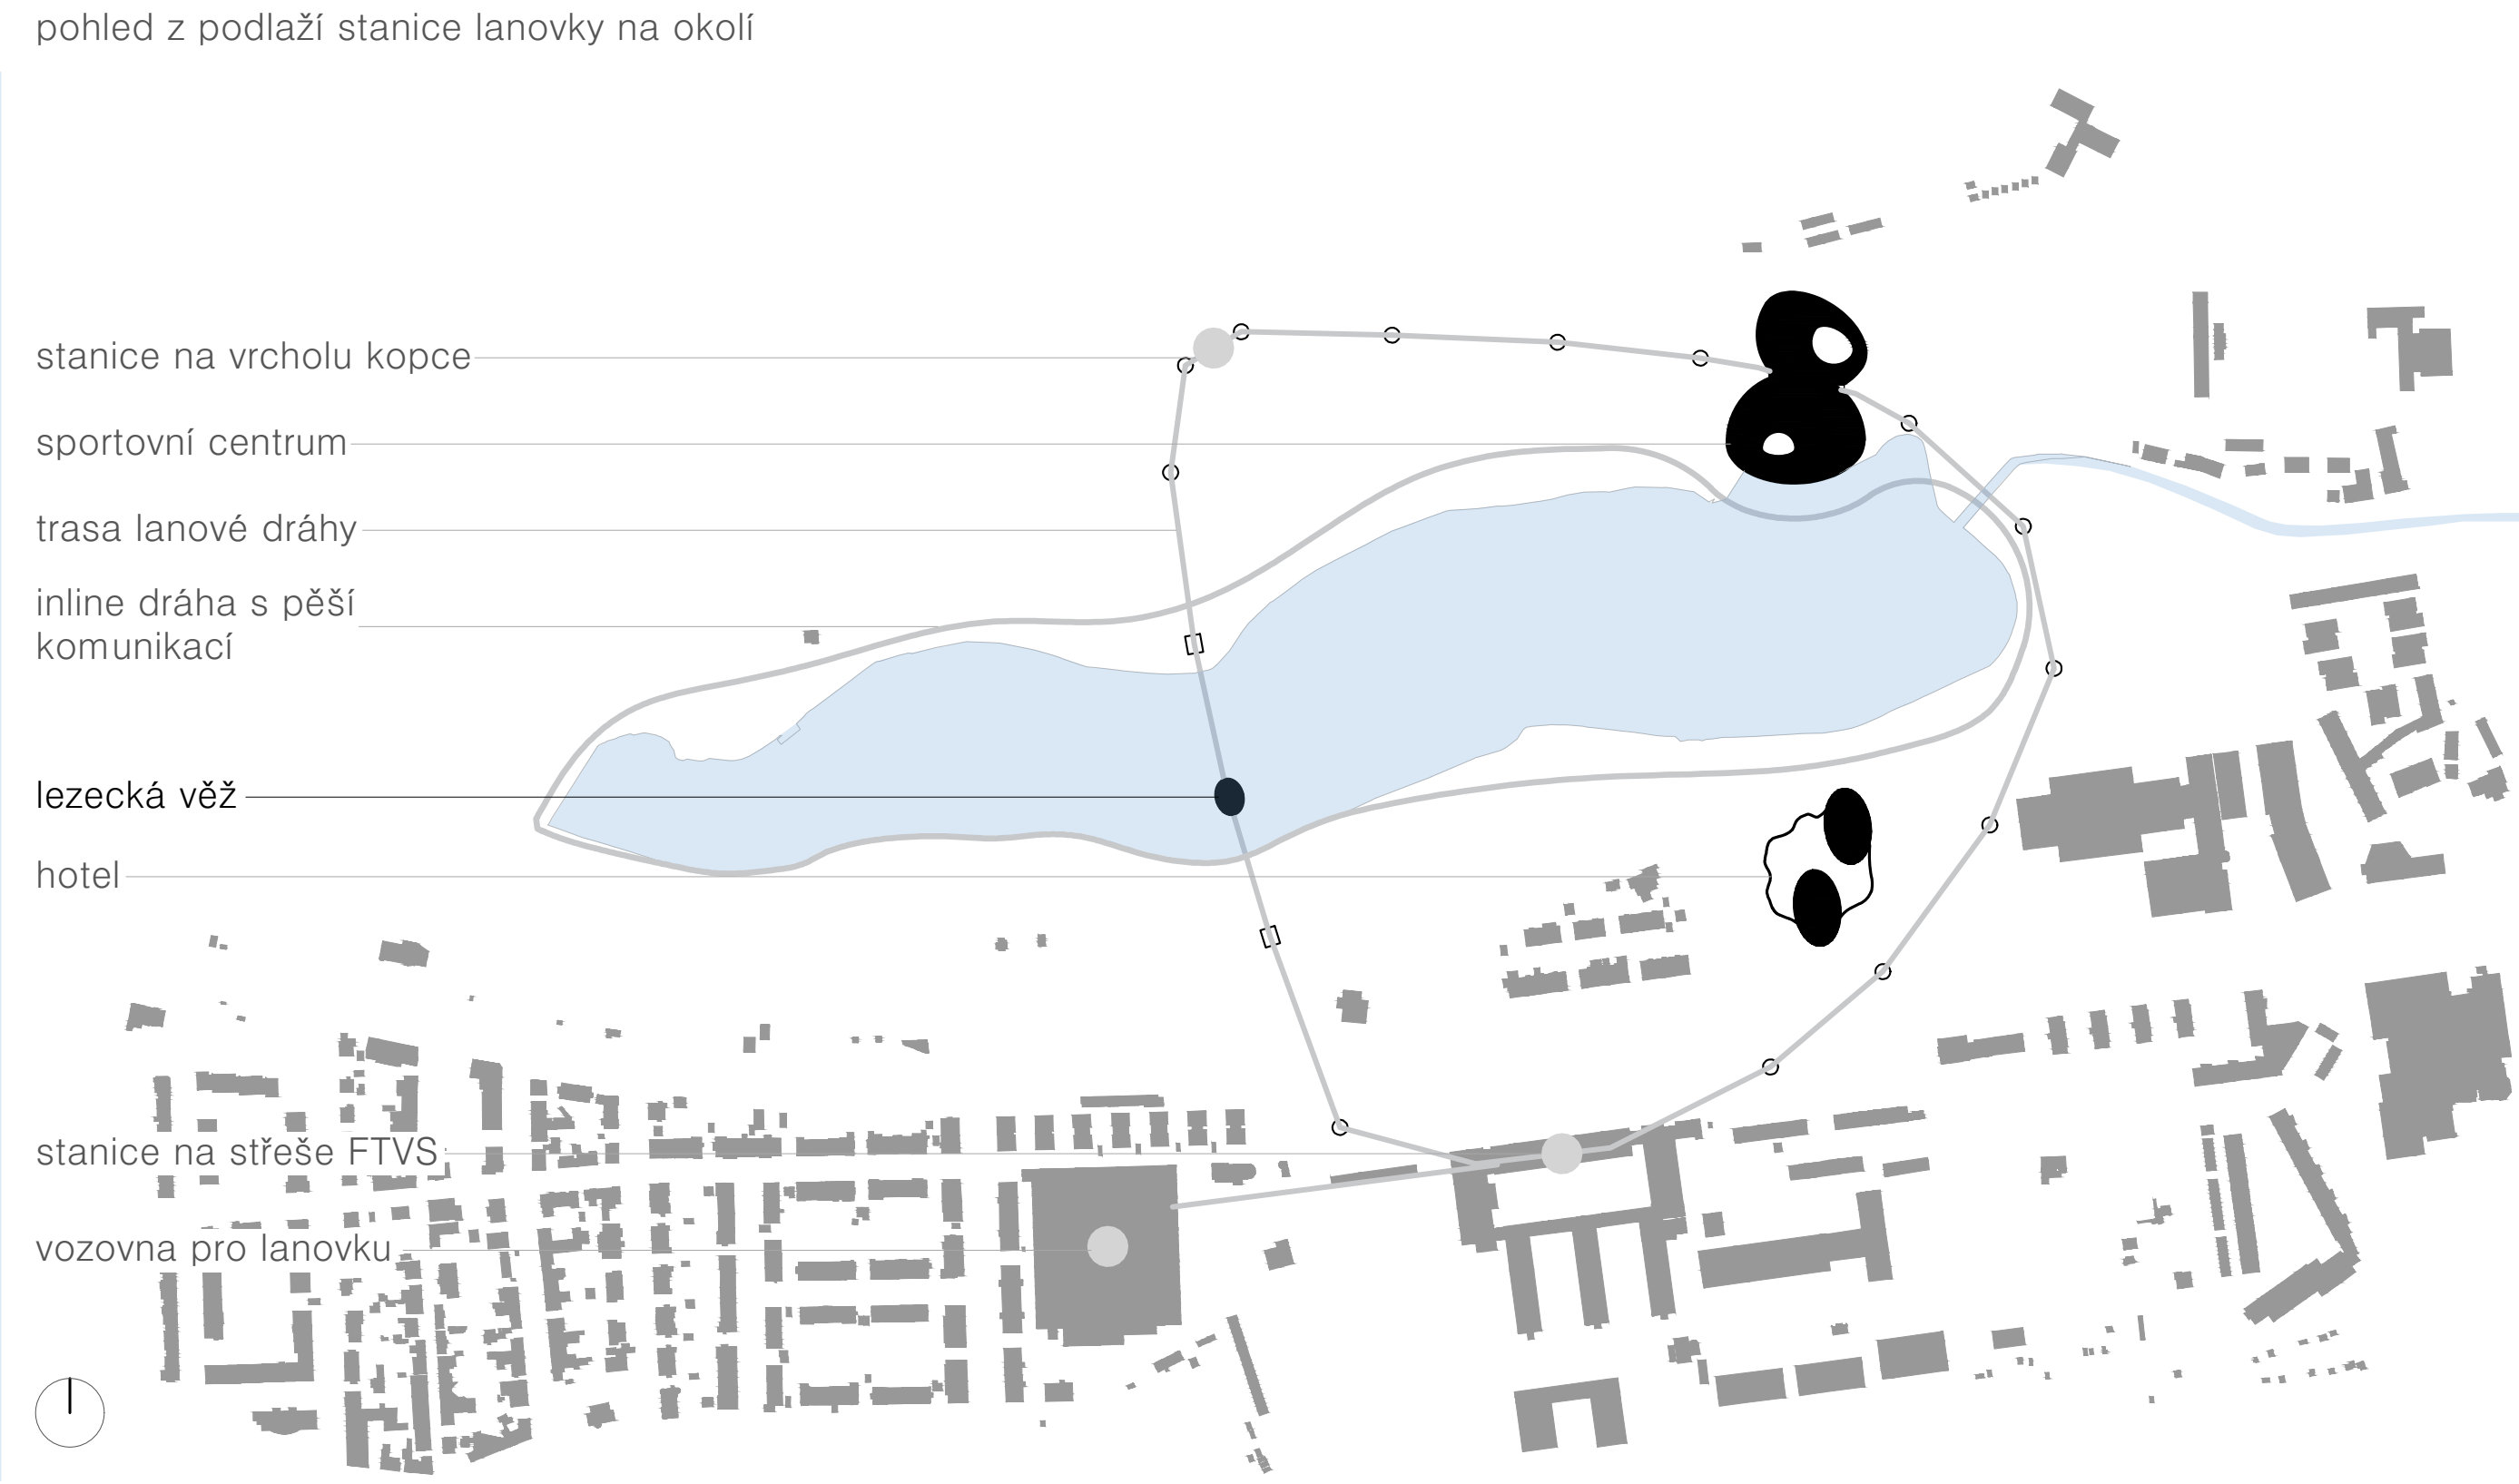 pohled z podlaží stanice lanovky na okolí
stanice na vrcholu kopce
sportovní centrum
trasa lanové dráhy
inline dráha s pěší
komunikací
lezecká věž
hotel
stanice na střeše FTVS
vozovna pro lanovku